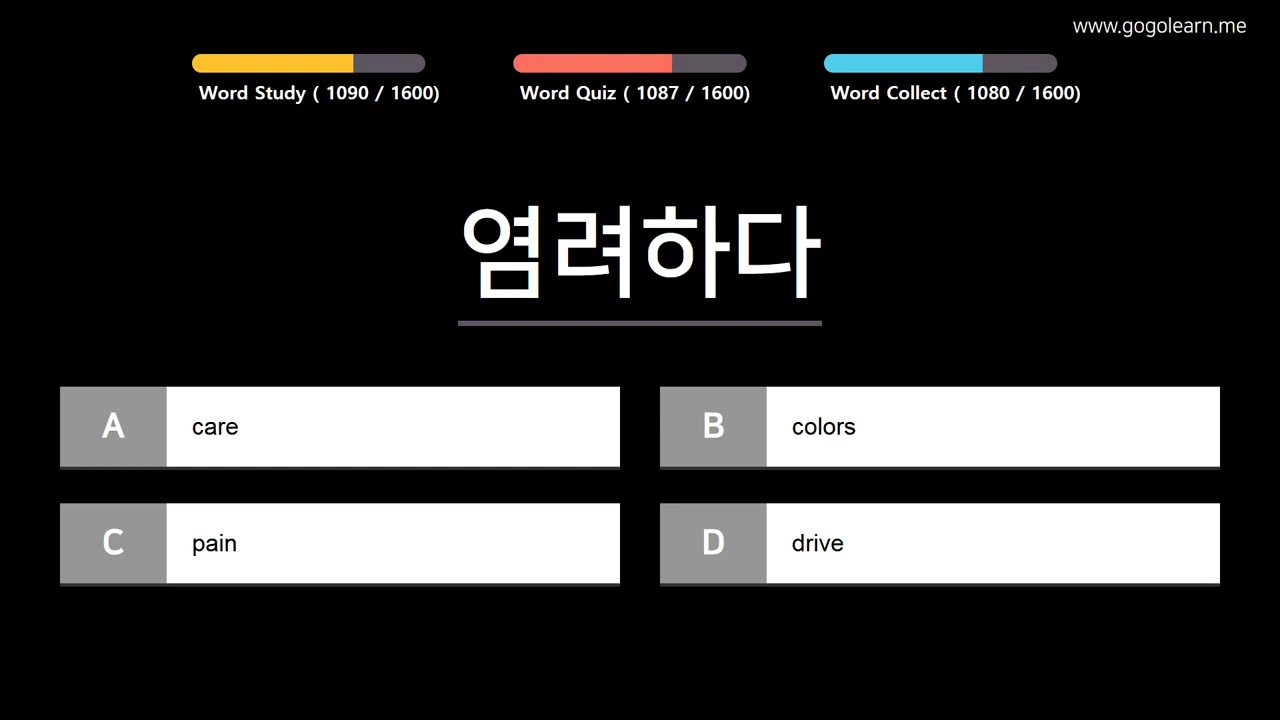 www.gogolearn.me
Word Study ( 1090 / 1600)
Word Quiz ( 1087 / 1600)
Word Collect ( 1080 / 1600)
염려하다
A care
B colors
C pain
D drive